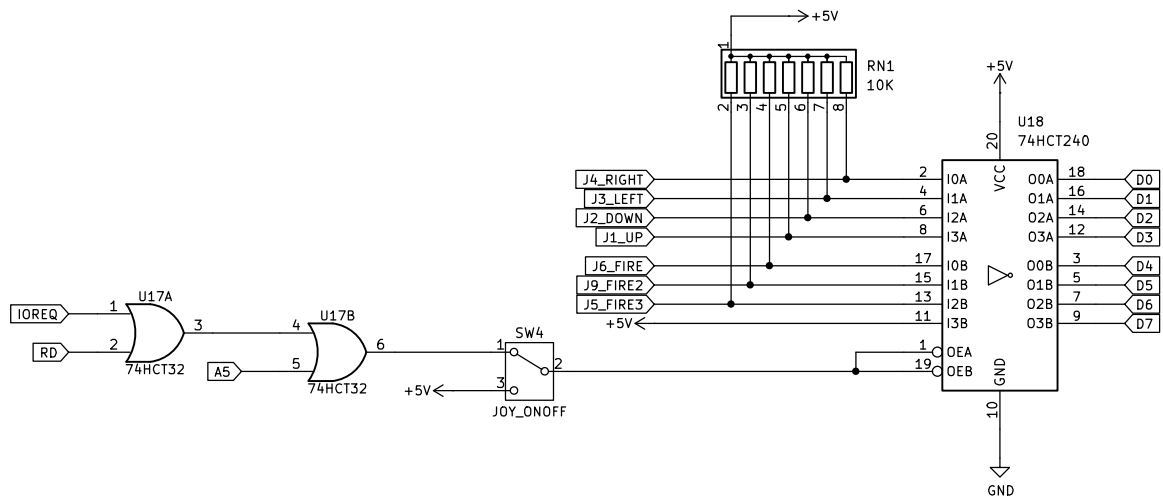 +5V
1
RN1
10K
2 3 4 5 6 7 8
+5V
U18
74HCT240
20
VCC
J4_RIGHT 2 I0A O0A 18 D0
J3_LEFT 4 I1A O1A 16 D1
J2_DOWN 6 I2A O2A 14 D2
J1_UP 8 I3A O3A 12 D3
J6_FIRE 17 I0B O0B 3 D4
J9_FIRE2 15 I1B O1B 5 D5
J5_FIRE3 13 I2B O2B 7 D6
+5V 11 I3B O3B 9 D7
1 OEA
19 OEB
GND
10
GND
U17A
IOREQ 1
3
RD 2
74HCT32
U17B
4
6
A5 5
74HCT32
SW4
1
2
+5V 3
JOY_ONOFF